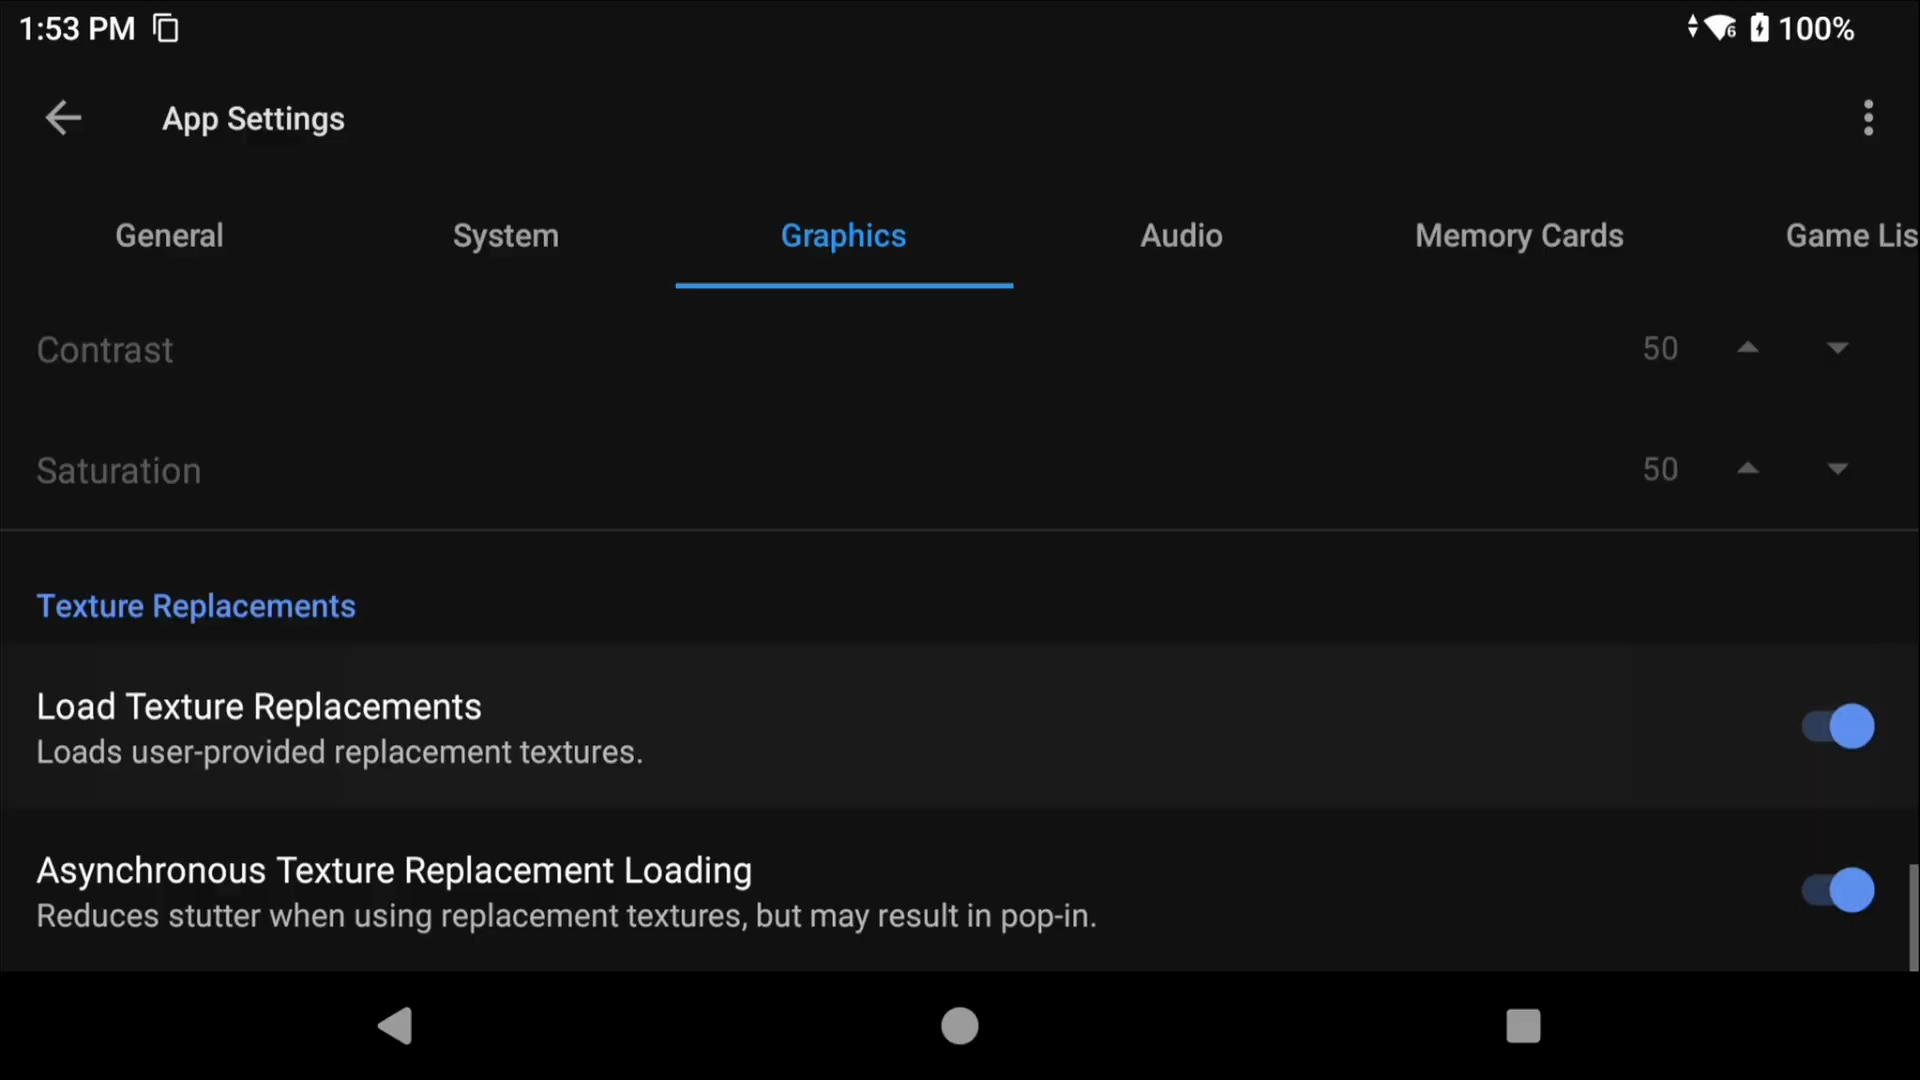 1:53 PM
6 100%
App Settings
General System Graphics Audio Memory Cards Game Lis
Contrast 50
Saturation 50
Texture Replacements
Load Texture Replacements
Loads user-provided replacement textures.
Asynchronous Texture Replacement Loading
Reduces stutter when using replacement textures, but may result in pop-in.